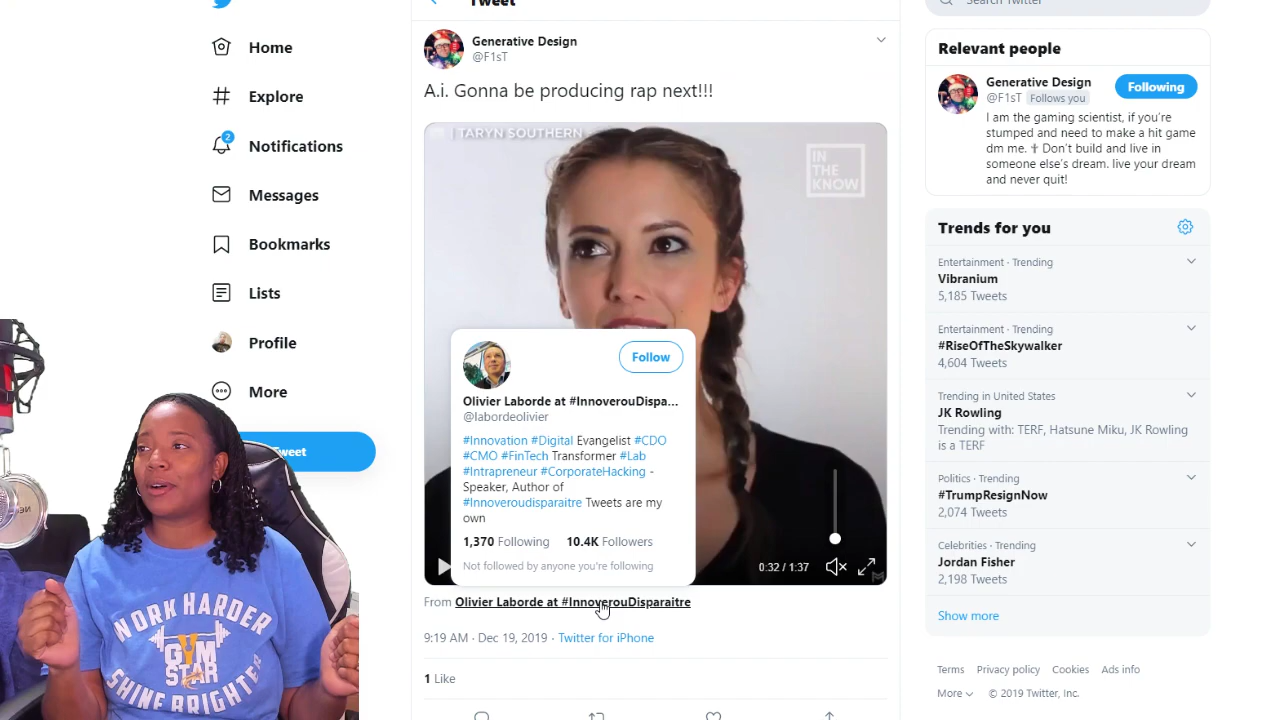 Tweet
Search Twitter
Home
Explore
2
Notifications
Messages
Bookmarks
Lists
Profile
More
Tweet
Generative Design
@F1sT
A.i. Gonna be producing rap next!!!
TARYN SOUTHERN
IN
THE
KNOW
Follow
Olivier Laborde at #InnoverouDispa...
@labordeolivier
#Innovation #Digital Evangelist #CDO
#CMO #FinTech Transformer #Lab
#Intrapreneur #CorporateHacking -
Speaker, Author of
#Innoveroudisparaitre Tweets are my
own
1,370 Following 10.4K Followers
Not followed by anyone you're following
0:32 / 1:37
From Olivier Laborde at #InnoverouDisparaitre
9:19 AM · Dec 19, 2019 · Twitter for iPhone
1 Like
Relevant people
Generative Design
@F1sT Follows you
Following
I am the gaming scientist, if you're
stumped and need to make a hit game
dm me. ✝ Don't build and live in
someone else's dream. live your dream
and never quit!
Trends for you
Entertainment · Trending
Vibranium
5,185 Tweets
Entertainment · Trending
#RiseOfTheSkywalker
4,604 Tweets
Trending in United States
JK Rowling
Trending with: TERF, Hatsune Miku, JK Rowling
is a TERF
Politics · Trending
#TrumpResignNow
2,074 Tweets
Celebrities · Trending
Jordan Fisher
2,198 Tweets
Show more
Terms Privacy policy Cookies Ads info
More © 2019 Twitter, Inc.
WORK HARDER
GYM
STAR
SHINE BRIGHTER